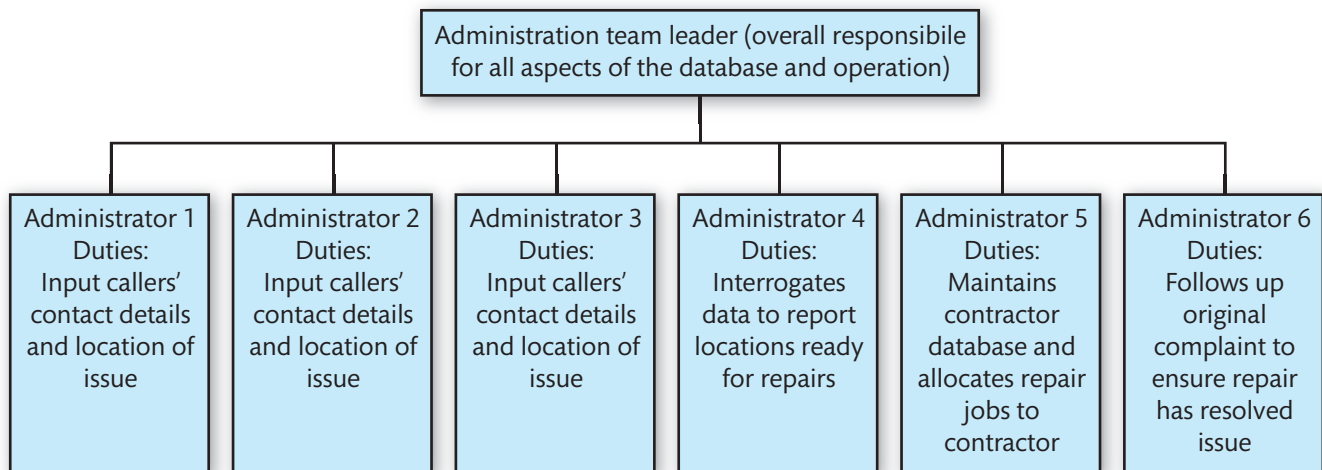 Administration team leader (overall responsibile
for all aspects of the database and operation)
Administrator 1
Duties:
Input callers’
contact details
and location of
issue
Administrator 2
Duties:
Input callers’
contact details
and location of
issue
Administrator 3
Duties:
Input callers’
contact details
and location of
issue
Administrator 4
Duties:
Interrogates
data to report
locations ready
for repairs
Administrator 5
Duties:
Maintains
contractor
database and
allocates repair
jobs to
contractor
Administrator 6
Duties:
Follows up
original
complaint to
ensure repair
has resolved
issue